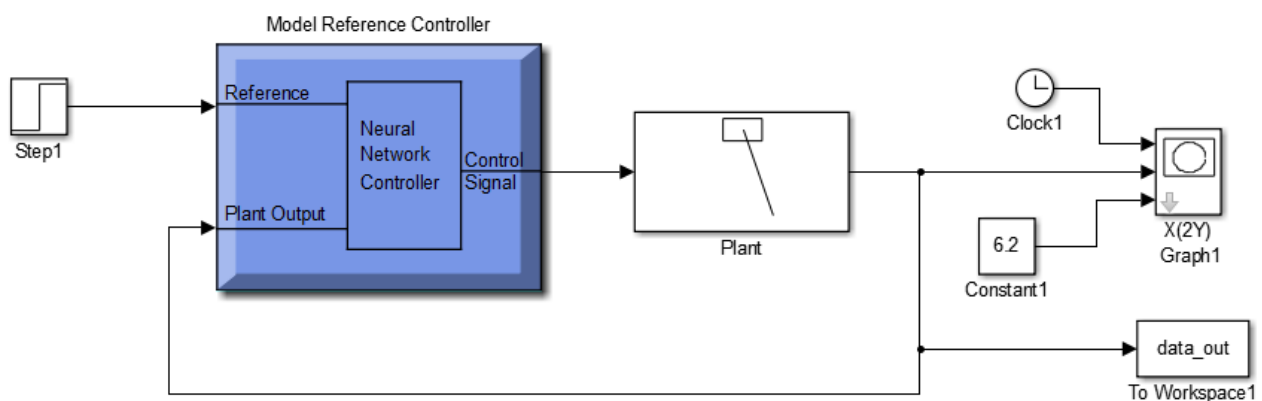 Model Reference Controller
Step1
Reference
Plant Output
Neural
Network
Controller
Control
Signal
Plant
Clock1
6.2
Constant1
X(2Y)
Graph1
data_out
To Workspace1